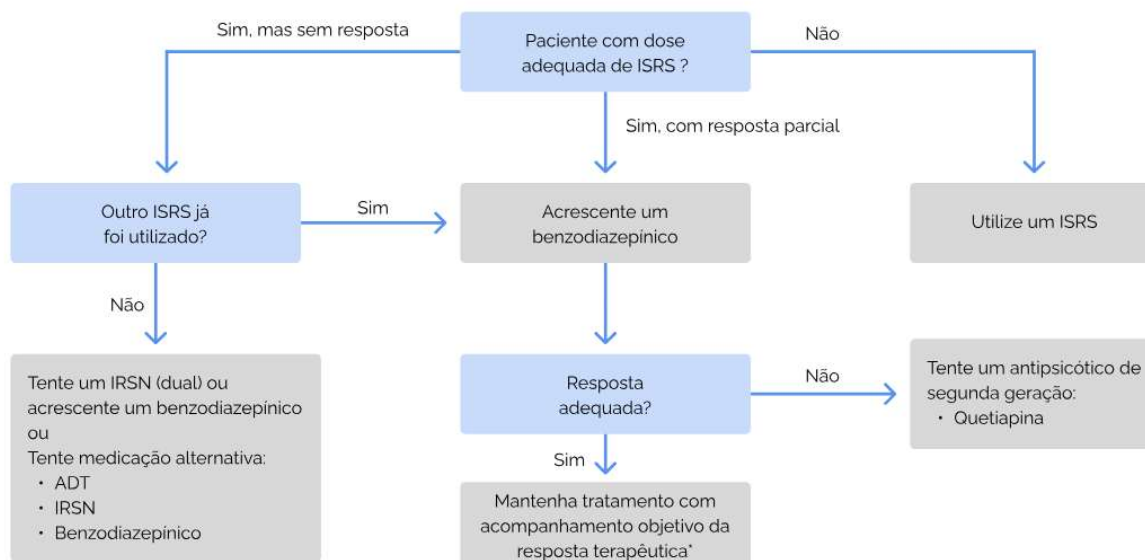 Sim, mas sem resposta
Paciente com dose
adequada de ISRS ?
Não
Sim, com resposta parcial
Outro ISRS já
foi utilizado?
Sim
Acrescente um
benzodiazepínico
Utilize um ISRS
Não
Tente um IRSN (dual) ou
acrescente um benzodiazepínico
ou
Tente medicação alternativa:
• ADT
• IRSN
• Benzodiazepínico
Resposta
adequada?
Não
Tente um antipsicótico de
segunda geração:
• Quetiapina
Sim
Mantenha tratamento com
acompanhamento objetivo da
resposta terapêutica*